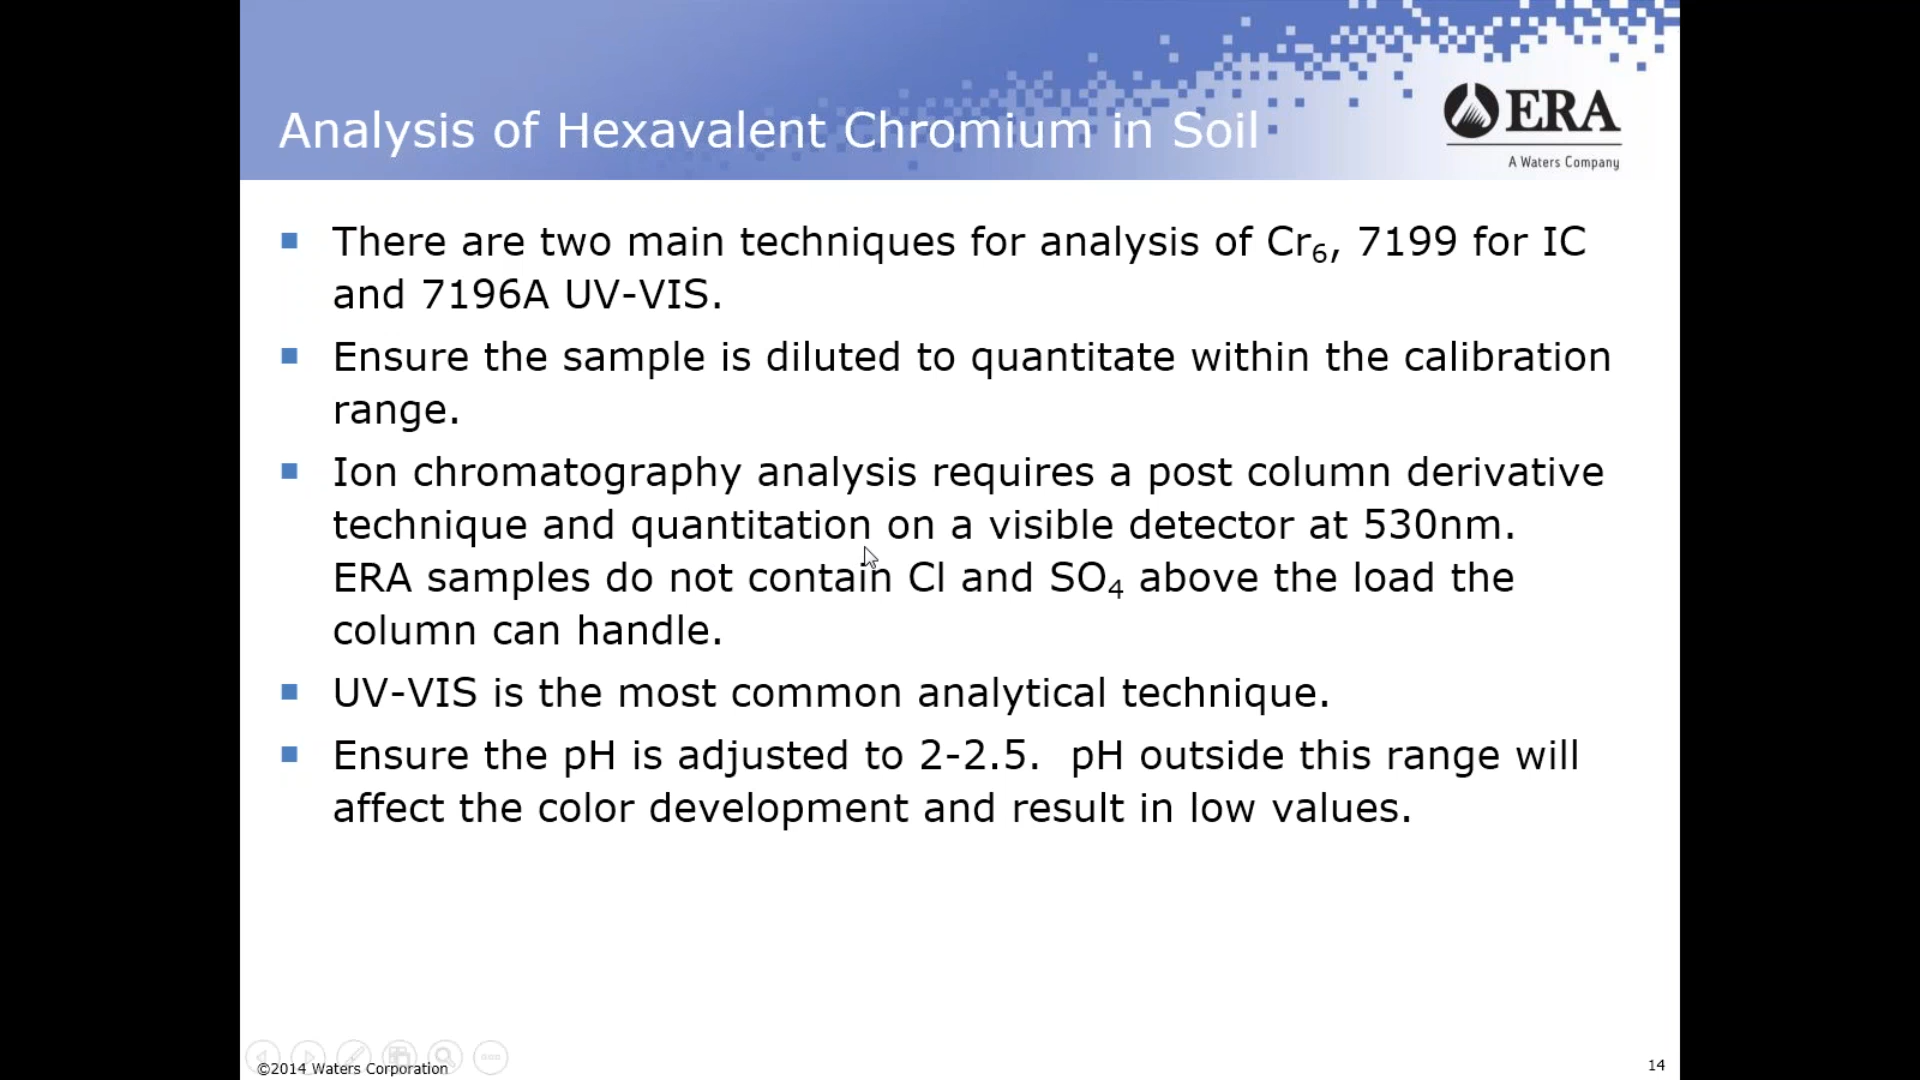 Analysis of Hexavalent Chromium in Soil
ERA
A Waters Company
There are two main techniques for analysis of Cr₆, 7199 for IC
and 7196A UV-VIS.
Ensure the sample is diluted to quantitate within the calibration
range.
Ion chromatography analysis requires a post column derivative
technique and quantitation on a visible detector at 530nm.
ERA samples do not contain Cl and SO₄ above the load the
column can handle.
UV-VIS is the most common analytical technique.
Ensure the pH is adjusted to 2-2.5.  pH outside this range will
affect the color development and result in low values.
©2014 Waters Corporation
14